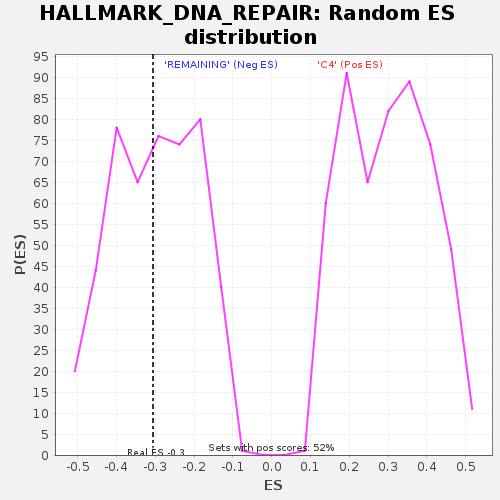 HALLMARK_DNA_REPAIR: Random ES
distribution
'REMAINING' (Neg ES)
'C4' (Pos ES)
P(ES)
95
90
85
80
75
70
65
60
55
50
45
40
35
30
25
20
15
10
5
0
Sets with pos scores: 52%
Real ES -0.3
-0.5 -0.4 -0.3 -0.2 -0.1 0.0 0.1 0.2 0.3 0.4 0.5
ES